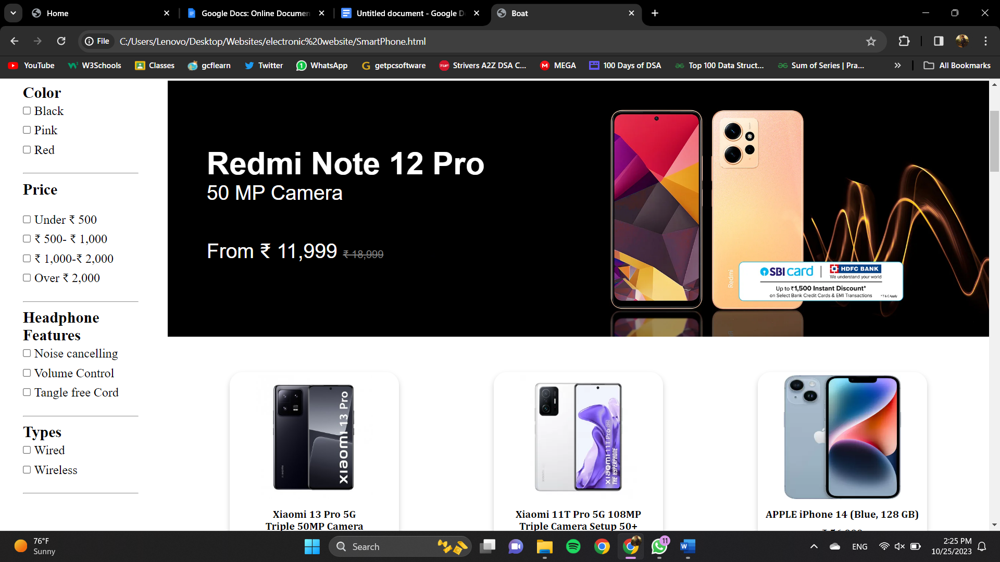 Home
Google Docs: Online Documen
Untitled document - Google D
Boat
File
C:/Users/Lenovo/Desktop/Websites/electronic%20website/SmartPhone.html
YouTube
W3Schools
Classes
gcflearn
Twitter
WhatsApp
getpcsoftware
TUF
Strivers A2Z DSA C...
MEGA
100 Days of DSA
Top 100 Data Struct...
Sum of Series | Pra...
All Bookmarks
Color
Black
Pink
Red
Price
Under ₹ 500
₹ 500- ₹ 1,000
₹ 1,000-₹ 2,000
Over ₹ 2,000
Headphone
Features
Noise cancelling
Volume Control
Tangle free Cord
Types
Wired
Wireless
Redmi Note 12 Pro
50 MP Camera
From ₹ 11,999 ₹ 18,999
Redmi
SBI card
HDFC BANK
We understand your world
Up to ₹1,500 Instant Discount*
on Select Bank Credit Cards & EMI Transactions
*T&C Apply
xiaomi 13 Pro
xiaomi 11T Pro 5G
THE HYPERPHONE
Xiaomi 13 Pro 5G
Triple 50MP Camera
Xiaomi 11T Pro 5G 108MP
Triple Camera Setup 50+
APPLE iPhone 14 (Blue, 128 GB)
76°F
Sunny
Search
11
ENG
2:25 PM
10/25/2023